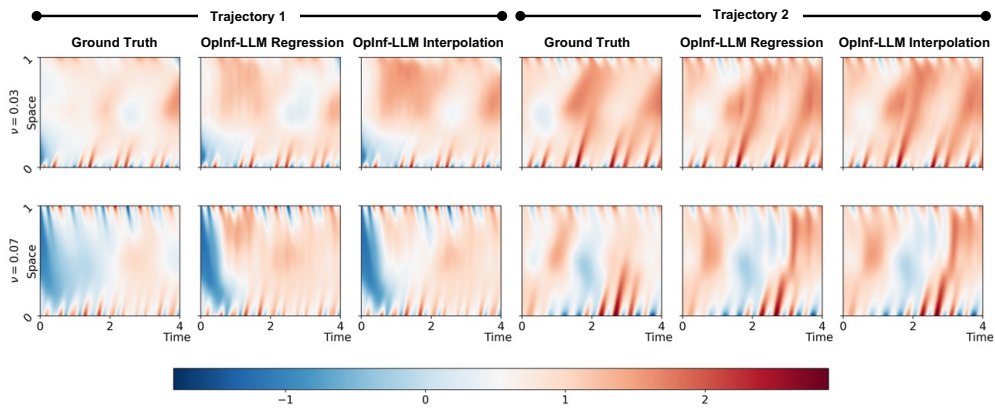 Trajectory 1 Trajectory 2
Ground Truth OpInf-LLM Regression OpInf-LLM Interpolation Ground Truth OpInf-LLM Regression OpInf-LLM Interpolation
1
ν = 0.03
Space
0
1
ν = 0.07
Space
0
0 2 4 0 2 4 0 2 4 0 2 4 0 2 4 0 2 4
Time Time Time Time Time Time
−1 0 1 2